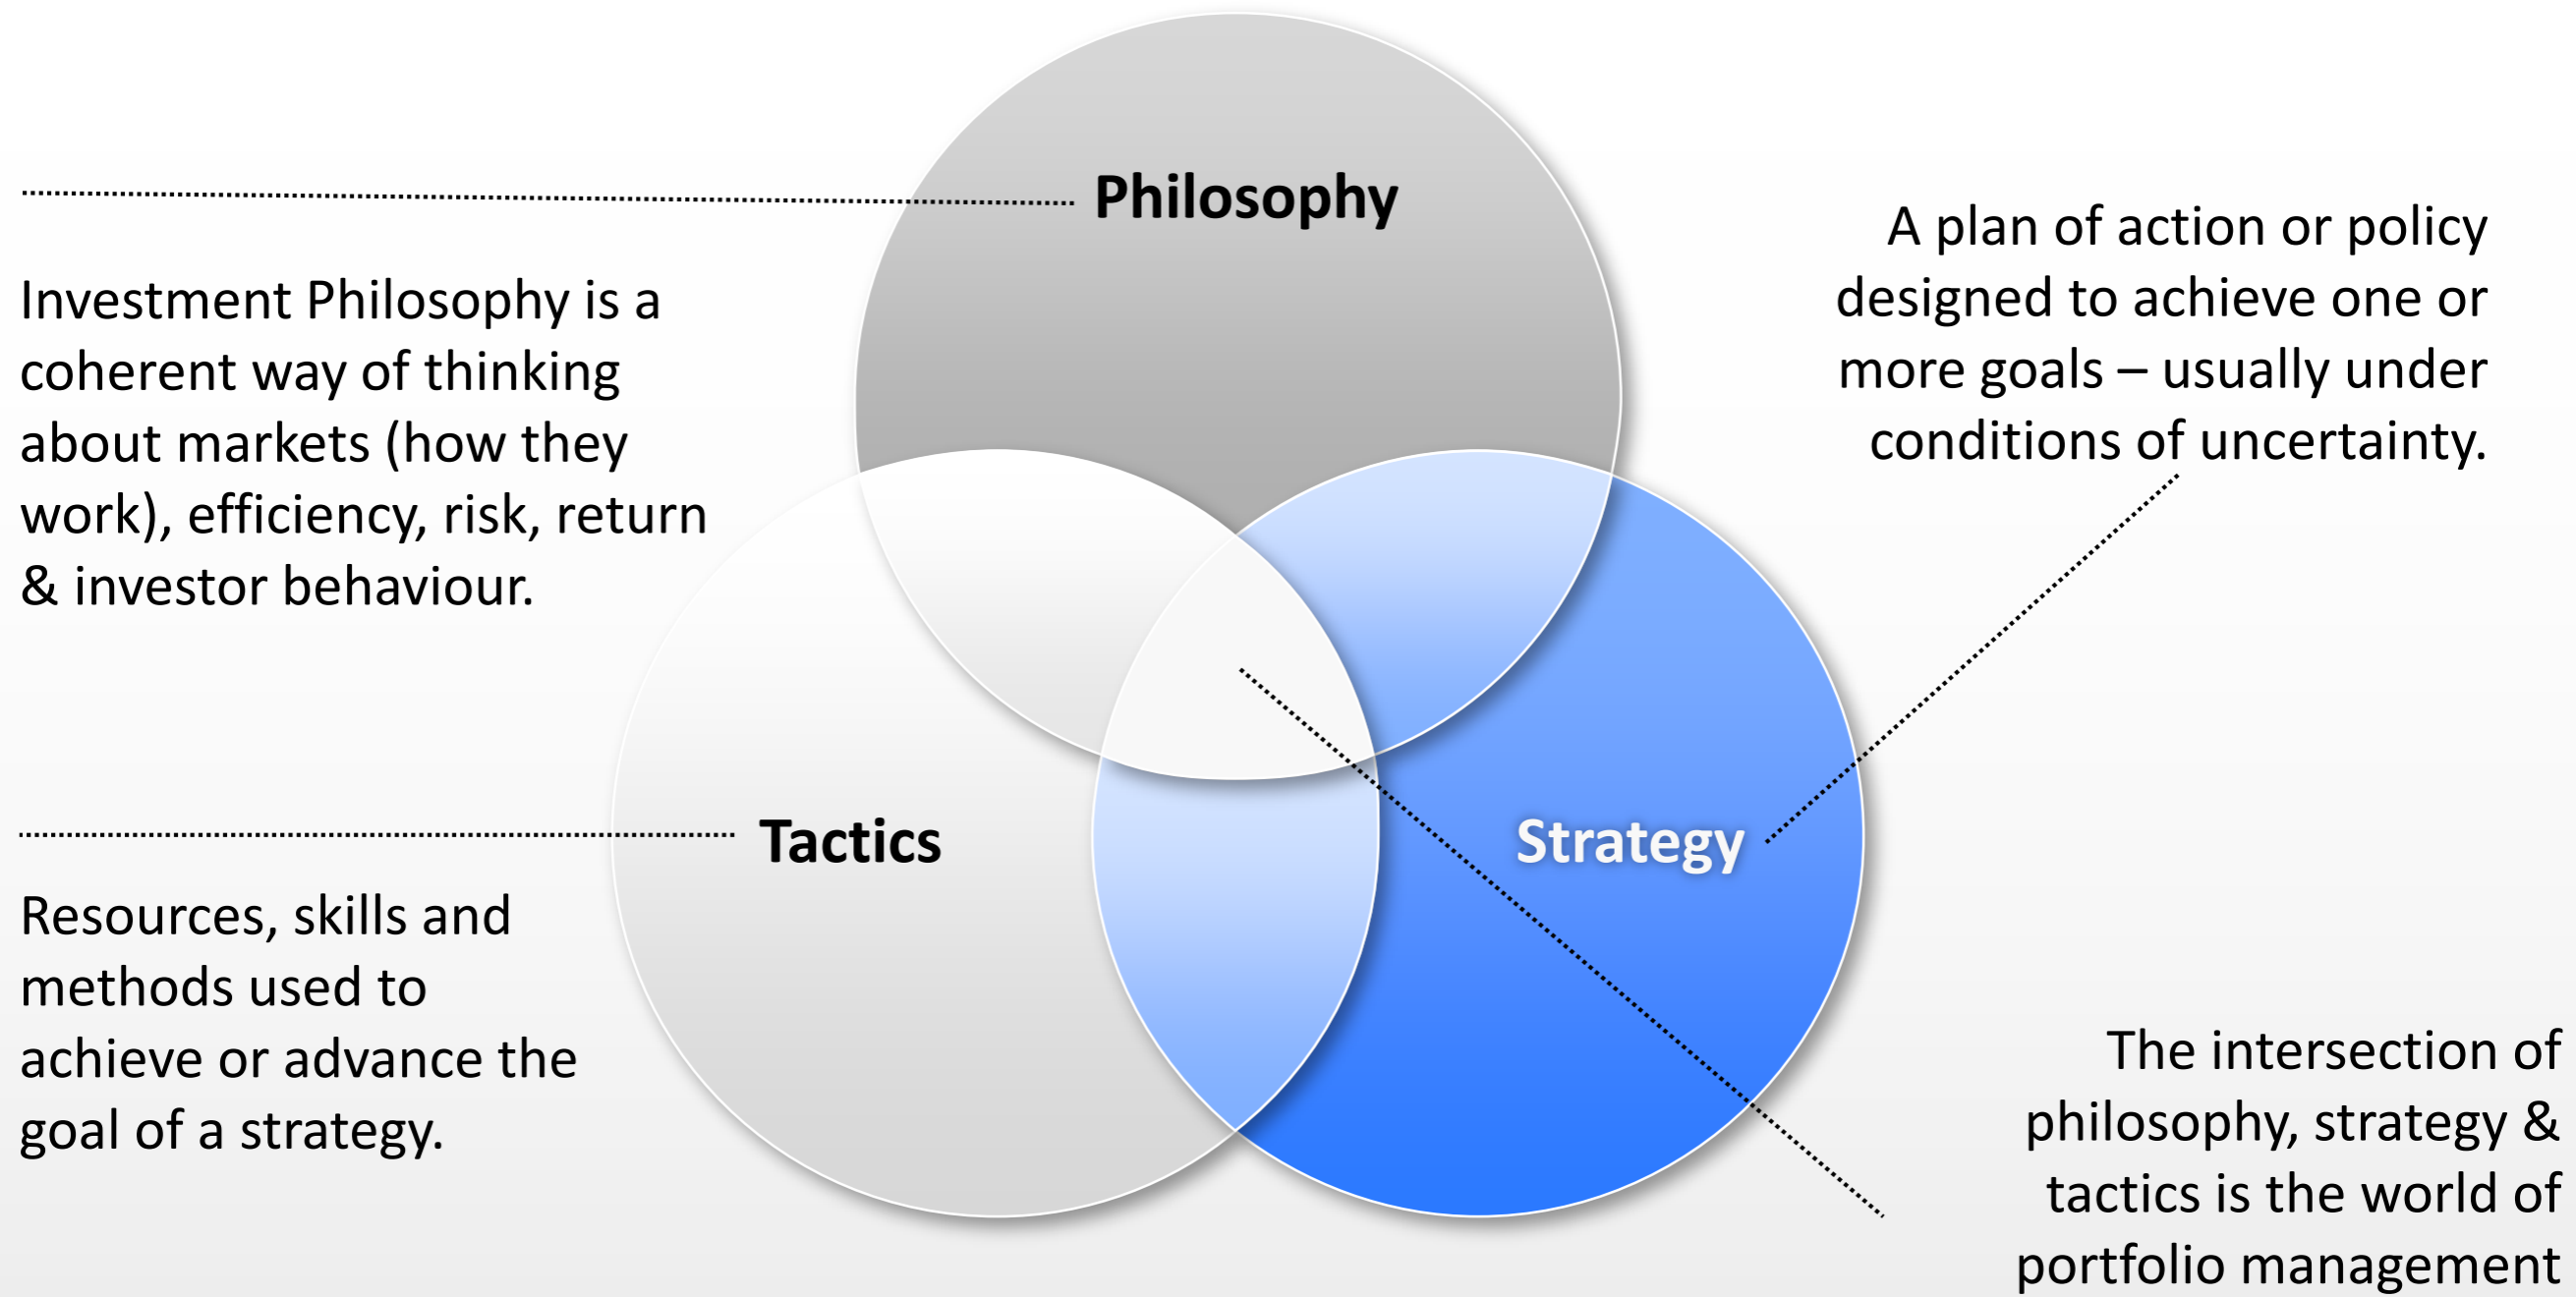 Philosophy
Investment Philosophy is a
coherent way of thinking
about markets (how they
work), efficiency, risk, return
& investor behaviour.
A plan of action or policy
designed to achieve one or
more goals – usually under
conditions of uncertainty.
Tactics
Strategy
Resources, skills and
methods used to
achieve or advance the
goal of a strategy.
The intersection of
philosophy, strategy &
tactics is the world of
portfolio management